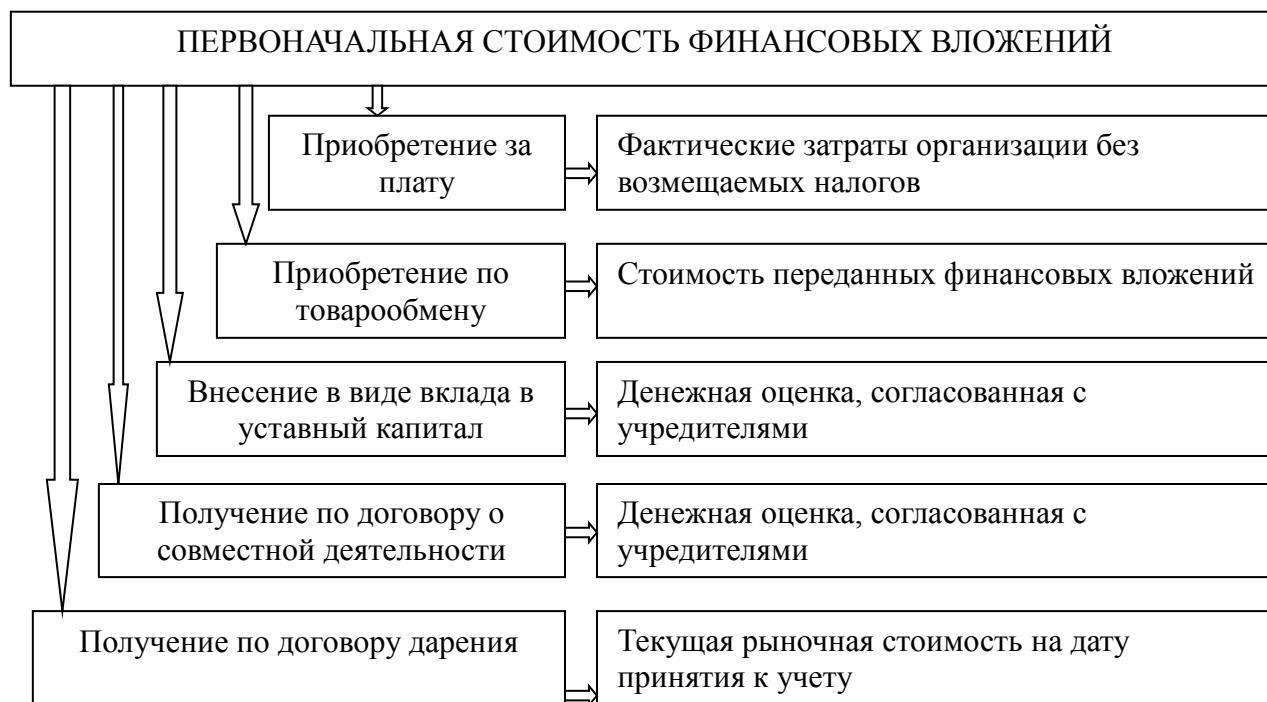 ПЕРВОНАЧАЛЬНАЯ СТОИМОСТЬ ФИНАНСОВЫХ ВЛОЖЕНИЙ
Приобретение за
плату
Фактические затраты организации без
возмещаемых налогов
Приобретение по
товарообмену
Стоимость переданных финансовых вложений
Внесение в виде вклада в
уставный капитал
Денежная оценка, согласованная с
учредителями
Получение по договору о
совместной деятельности
Денежная оценка, согласованная с
учредителями
Получение по договору дарения
Текущая рыночная стоимость на дату
принятия к учету